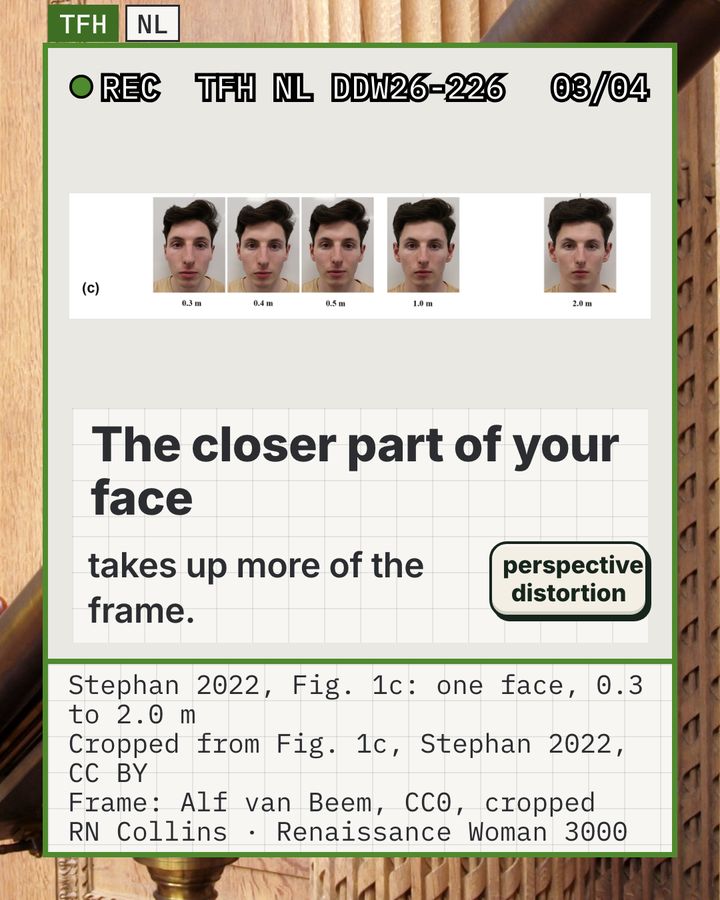 TFH NL
REC TFH NL DDW26-226 03/04
(c)
0.3 m 0.4 m 0.5 m 1.0 m 2.0 m
The closer part of your
face
takes up more of the
frame.
perspective
distortion
Stephan 2022, Fig. 1c: one face, 0.3
to 2.0 m
Cropped from Fig. 1c, Stephan 2022,
CC BY
Frame: Alf van Beem, CC0, cropped
RN Collins · Renaissance Woman 3000